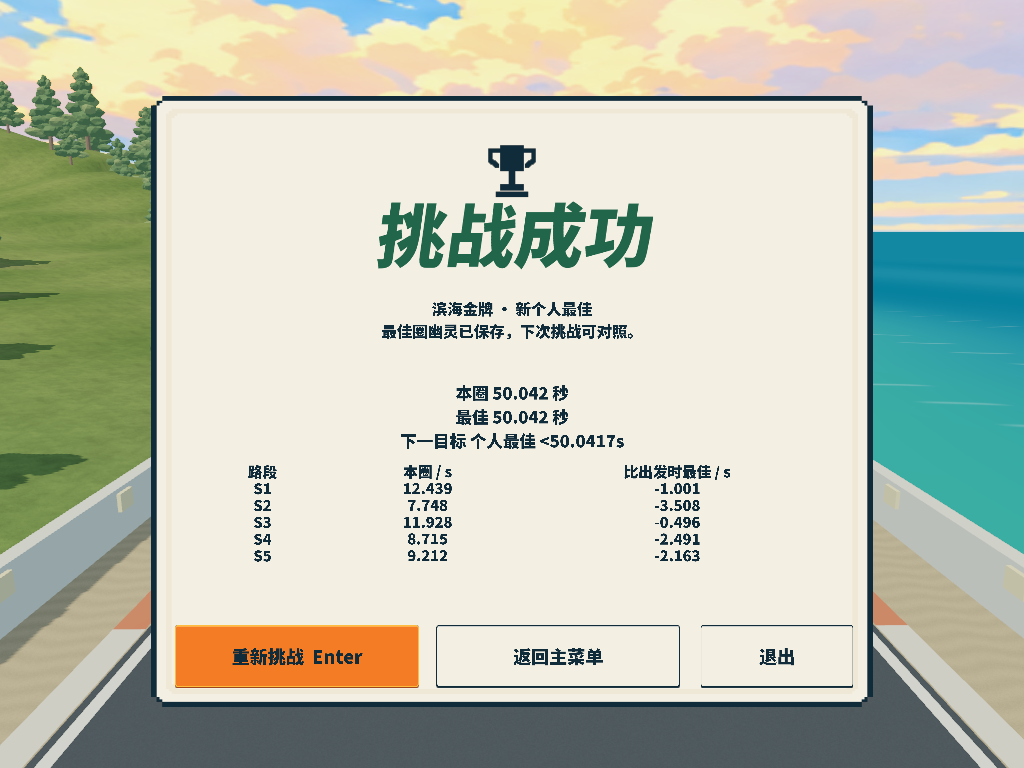 挑战成功
滨海金牌 · 新个人最佳
最佳圈幽灵已保存，下次挑战可对照。
本圈 50.042 秒
最佳 50.042 秒
下一目标 个人最佳 <50.0417s
路段 本圈 / s 比出发时最佳 / s
S1 12.439 -1.001
S2 7.748 -3.508
S3 11.928 -0.496
S4 8.715 -2.491
S5 9.212 -2.163
重新挑战 Enter 返回主菜单 退出